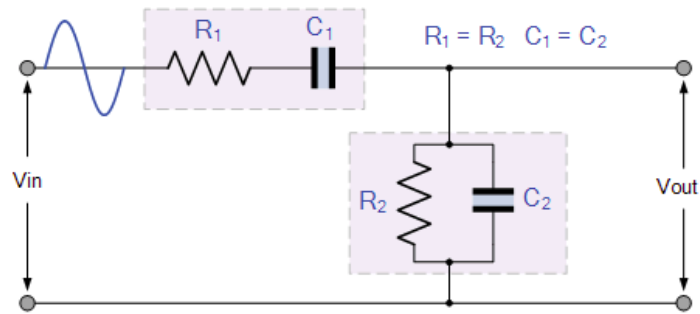 R₁ C₁ R₁ = R₂ C₁ = C₂
Vin R₂ C₂ Vout